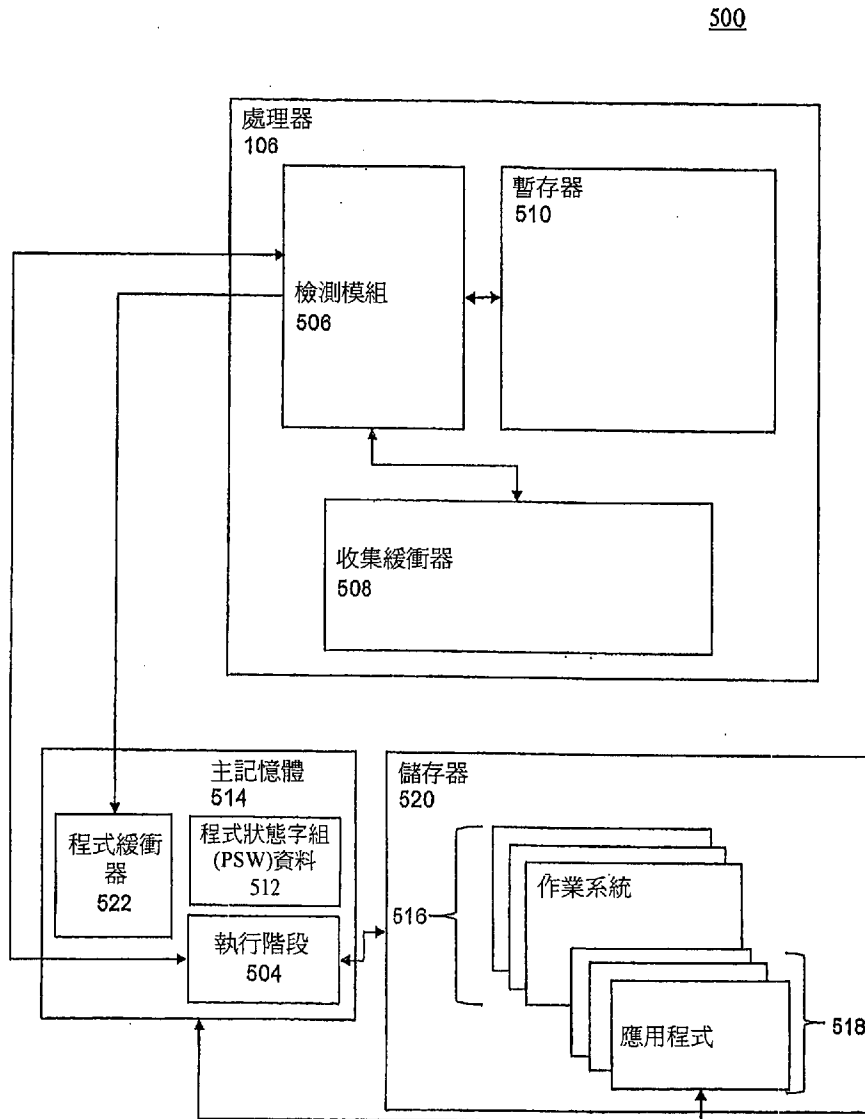 500
處理器
106
檢測模組
506
暫存器
510
收集緩衝器
508
主記憶體
514
程式緩衝
器
522
程式狀態字組
(PSW)資料
512
執行階段
504
儲存器
520
516
作業系統
應用程式
518